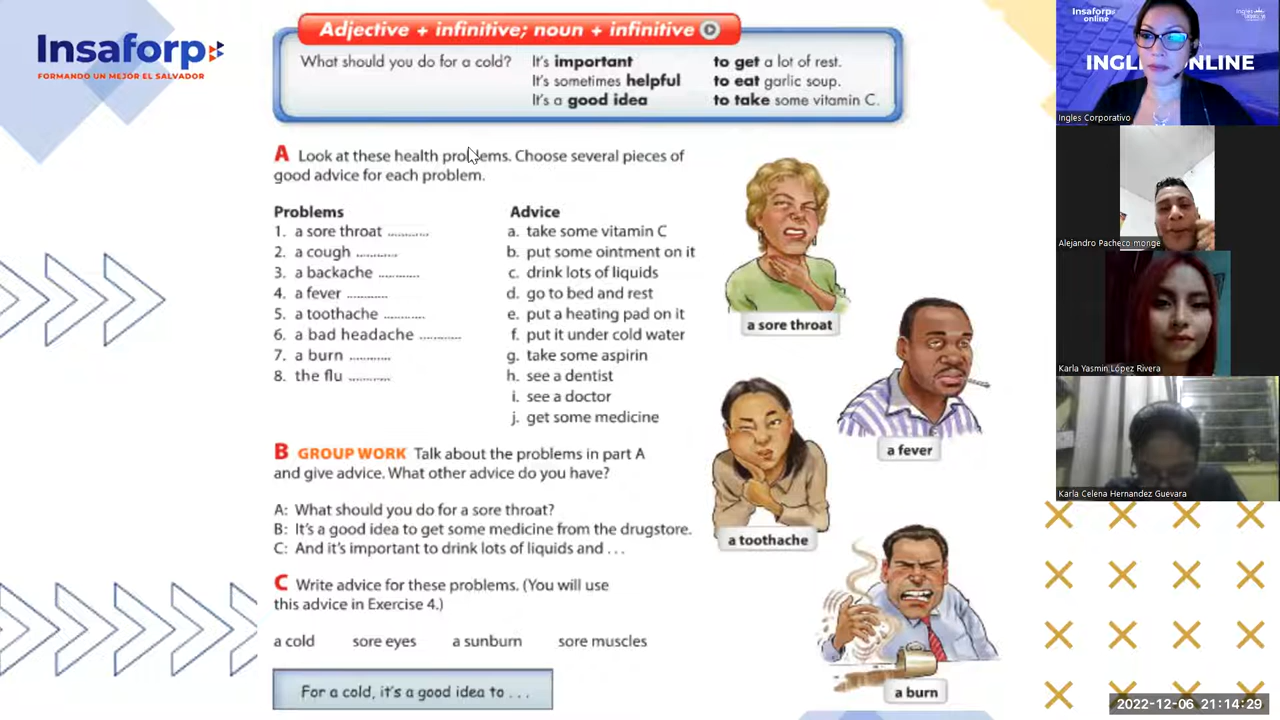 Insaforp
FORMANDO UN MEJOR EL SALVADOR
Adjective + infinitive; noun + infinitive
What should you do for a cold? It's important to get a lot of rest.
It's sometimes helpful to eat garlic soup.
It's a good idea to take some vitamin C.
A Look at these health problems. Choose several pieces of
good advice for each problem.
Problems Advice
1. a sore throat ............ a. take some vitamin C
2. a cough ............ b. put some ointment on it
3. a backache ............ c. drink lots of liquids
4. a fever ............ d. go to bed and rest
5. a toothache ............ e. put a heating pad on it
6. a bad headache ............ f. put it under cold water
7. a burn ............ g. take some aspirin
8. the flu ............ h. see a dentist
i. see a doctor
j. get some medicine
B GROUP WORK Talk about the problems in part A
and give advice. What other advice do you have?
A: What should you do for a sore throat?
B: It's a good idea to get some medicine from the drugstore.
C: And it's important to drink lots of liquids and . . .
C Write advice for these problems. (You will use
this advice in Exercise 4.)
a cold sore eyes a sunburn sore muscles
For a cold, it's a good idea to . . .
a sore throat
a fever
a toothache
a burn
Insaforp
online
INGL ONLINE
Ingles Corporativo
Alejandro Pacheco monge
Karla Yasmin López Rivera
Karla Celena Hernandez Guevara
2022-12-06 21:14:29